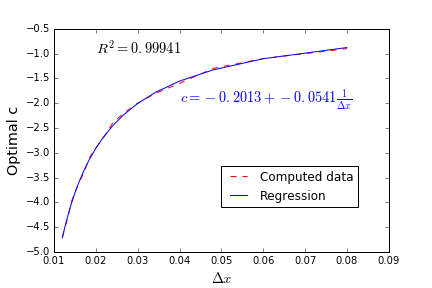 −0.5
−1.0
−1.5
−2.0
−2.5
−3.0
−3.5
−4.0
−4.5
−5.0
Optimal c
R² = 0.99941
c = −0.2013 + −0.0541 1/Δx
Computed data
Regression
0.01 0.02 0.03 0.04 0.05 0.06 0.07 0.08 0.09
Δx